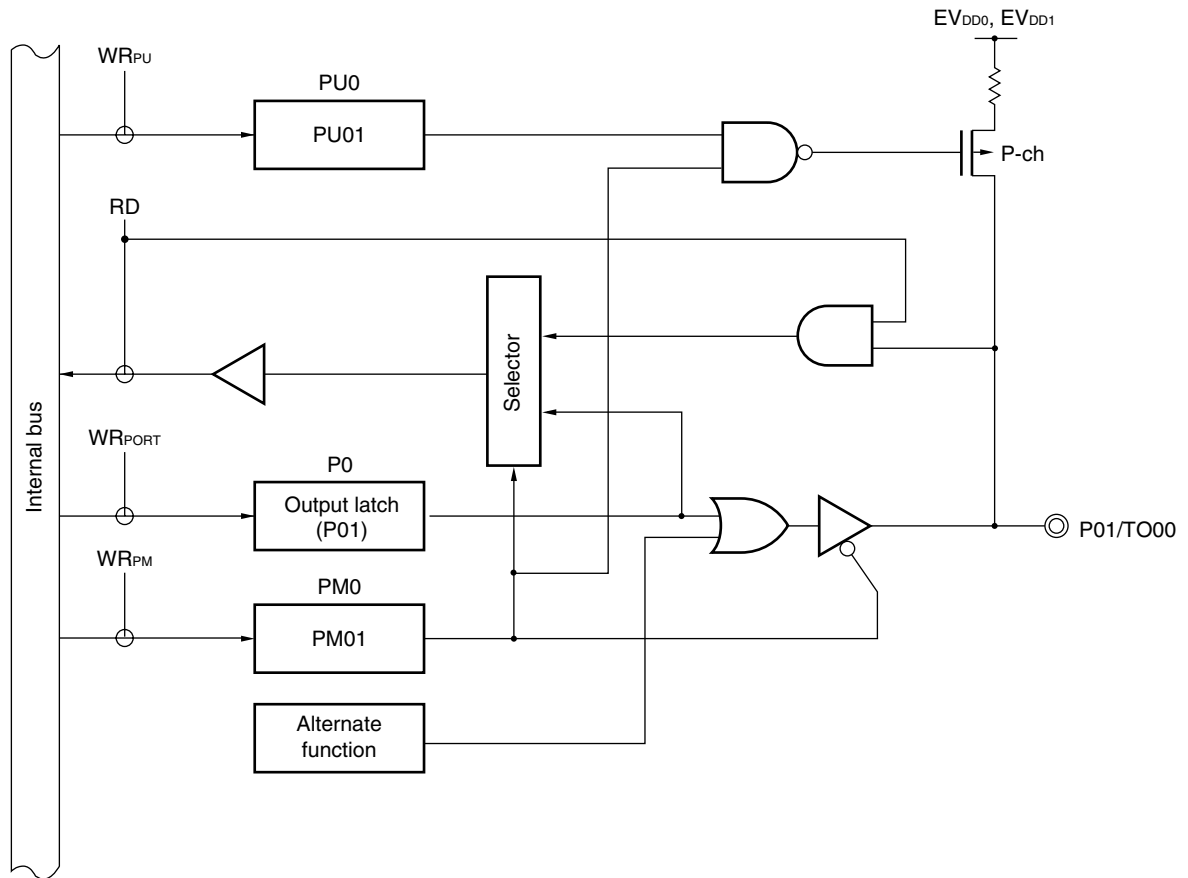 EVDD0, EVDD1
WRPU
PU0
PU01
P-ch
RD
Selector
Internal bus
WRPORT
P0
Output latch
(P01)
P01/TO00
WRPM
PM0
PM01
Alternate
function